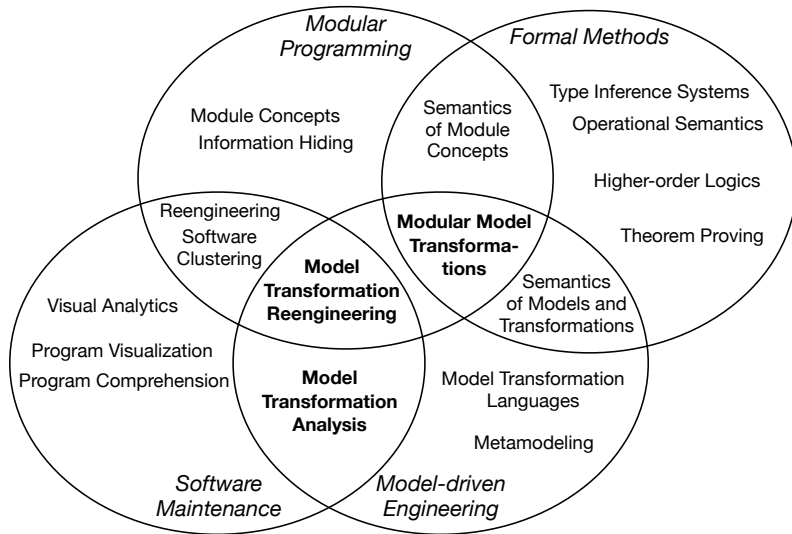 Modular
Programming
Formal Methods
Module Concepts
Information Hiding
Semantics
of Module
Concepts
Type Inference Systems
Operational Semantics
Higher-order Logics
Theorem Proving
Reengineering
Software
Clustering
Modular Model
Transforma-
tions
Model
Transformation
Reengineering
Semantics
of Models and
Transformations
Visual Analytics
Program Visualization
Program Comprehension
Model
Transformation
Analysis
Model Transformation
Languages
Metamodeling
Software
Maintenance
Model-driven
Engineering